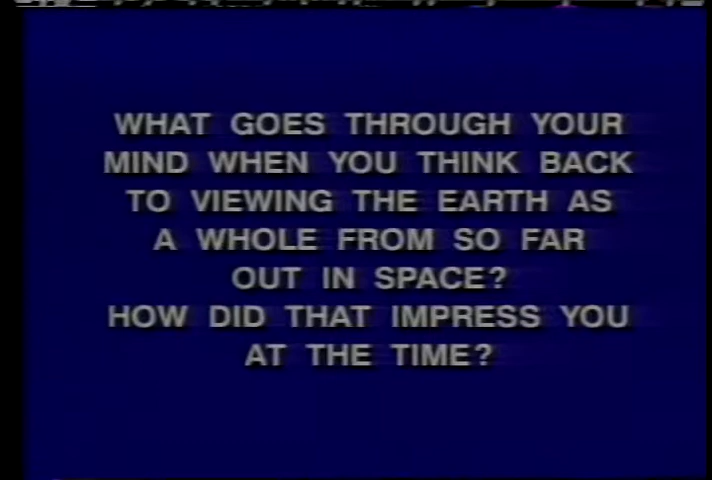 WHAT GOES THROUGH YOUR
MIND WHEN YOU THINK BACK
TO VIEWING THE EARTH AS
A WHOLE FROM SO FAR
OUT IN SPACE?
HOW DID THAT IMPRESS YOU
AT THE TIME?